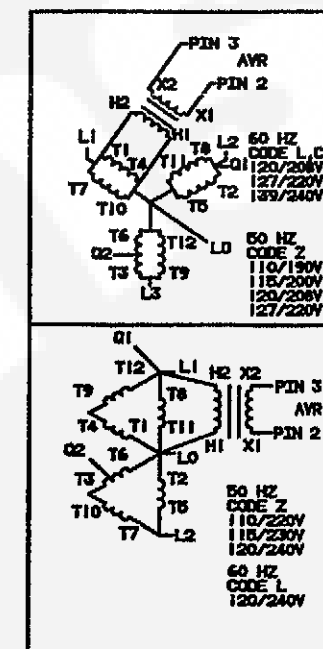 PIN 3
AVR
X2
PIN 2
H2
X1
L1
H1
L2
T1
T8
T4
T11
Q1
T7
T2
T10
T5
60 HZ
CODE L,C
120/208V
127/220V
139/240V
T6
T12
L0
Q2
T3
T9
L3
50 HZ
CODE Z
110/190V
115/200V
120/208V
127/220V
Q1
T12
L1
H2 X2
PIN 3
T9
T8
AVR
T4
T1
T11
PIN 2
Q2
T6
L0
H1
X1
T3
T2
T10
T5
T7
L2
50 HZ
CODE Z
110/220V
115/230V
120/240V
60 HZ
CODE L
120/240V